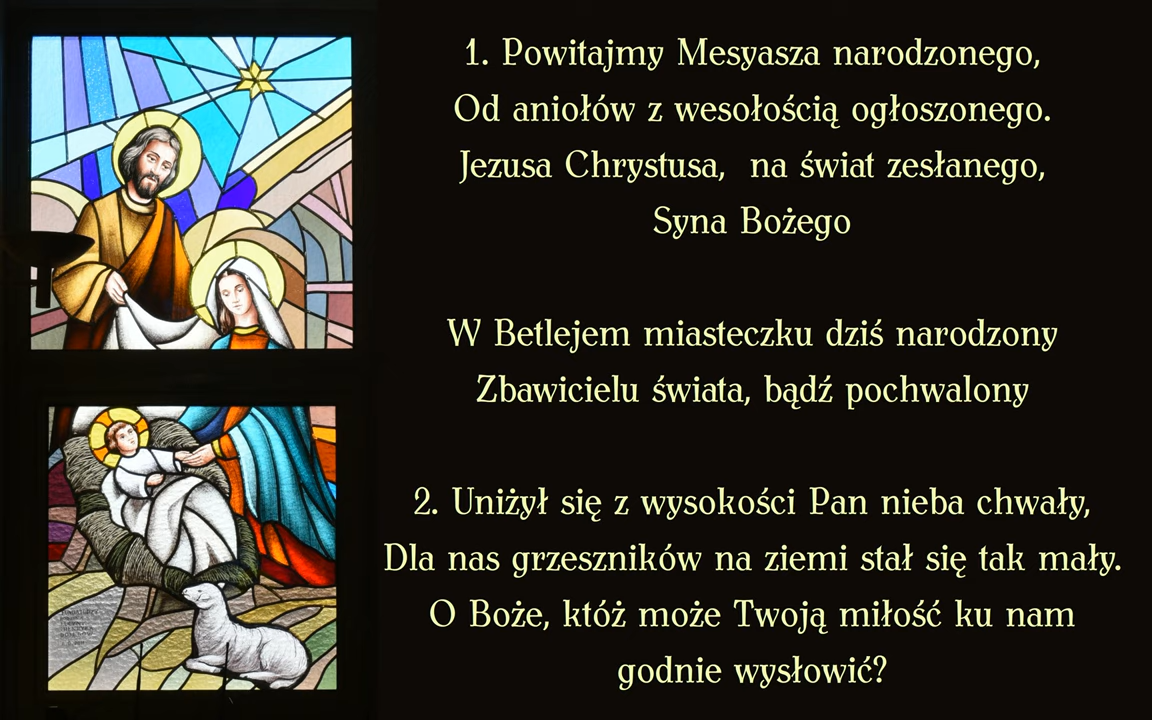 1. Powitajmy Mesyasza narodzonego,
Od aniołów z wesołością ogłoszonego.
Jezusa Chrystusa, na świat zesłanego,
Syna Bożego
W Betlejem miasteczku dziś narodzony
Zbawicielu świata, bądź pochwalony
2. Uniżył się z wysokości Pan nieba chwały,
Dla nas grzeszników na ziemi stał się tak mały.
O Boże, któż może Twoją miłość ku nam
godnie wysłowić?